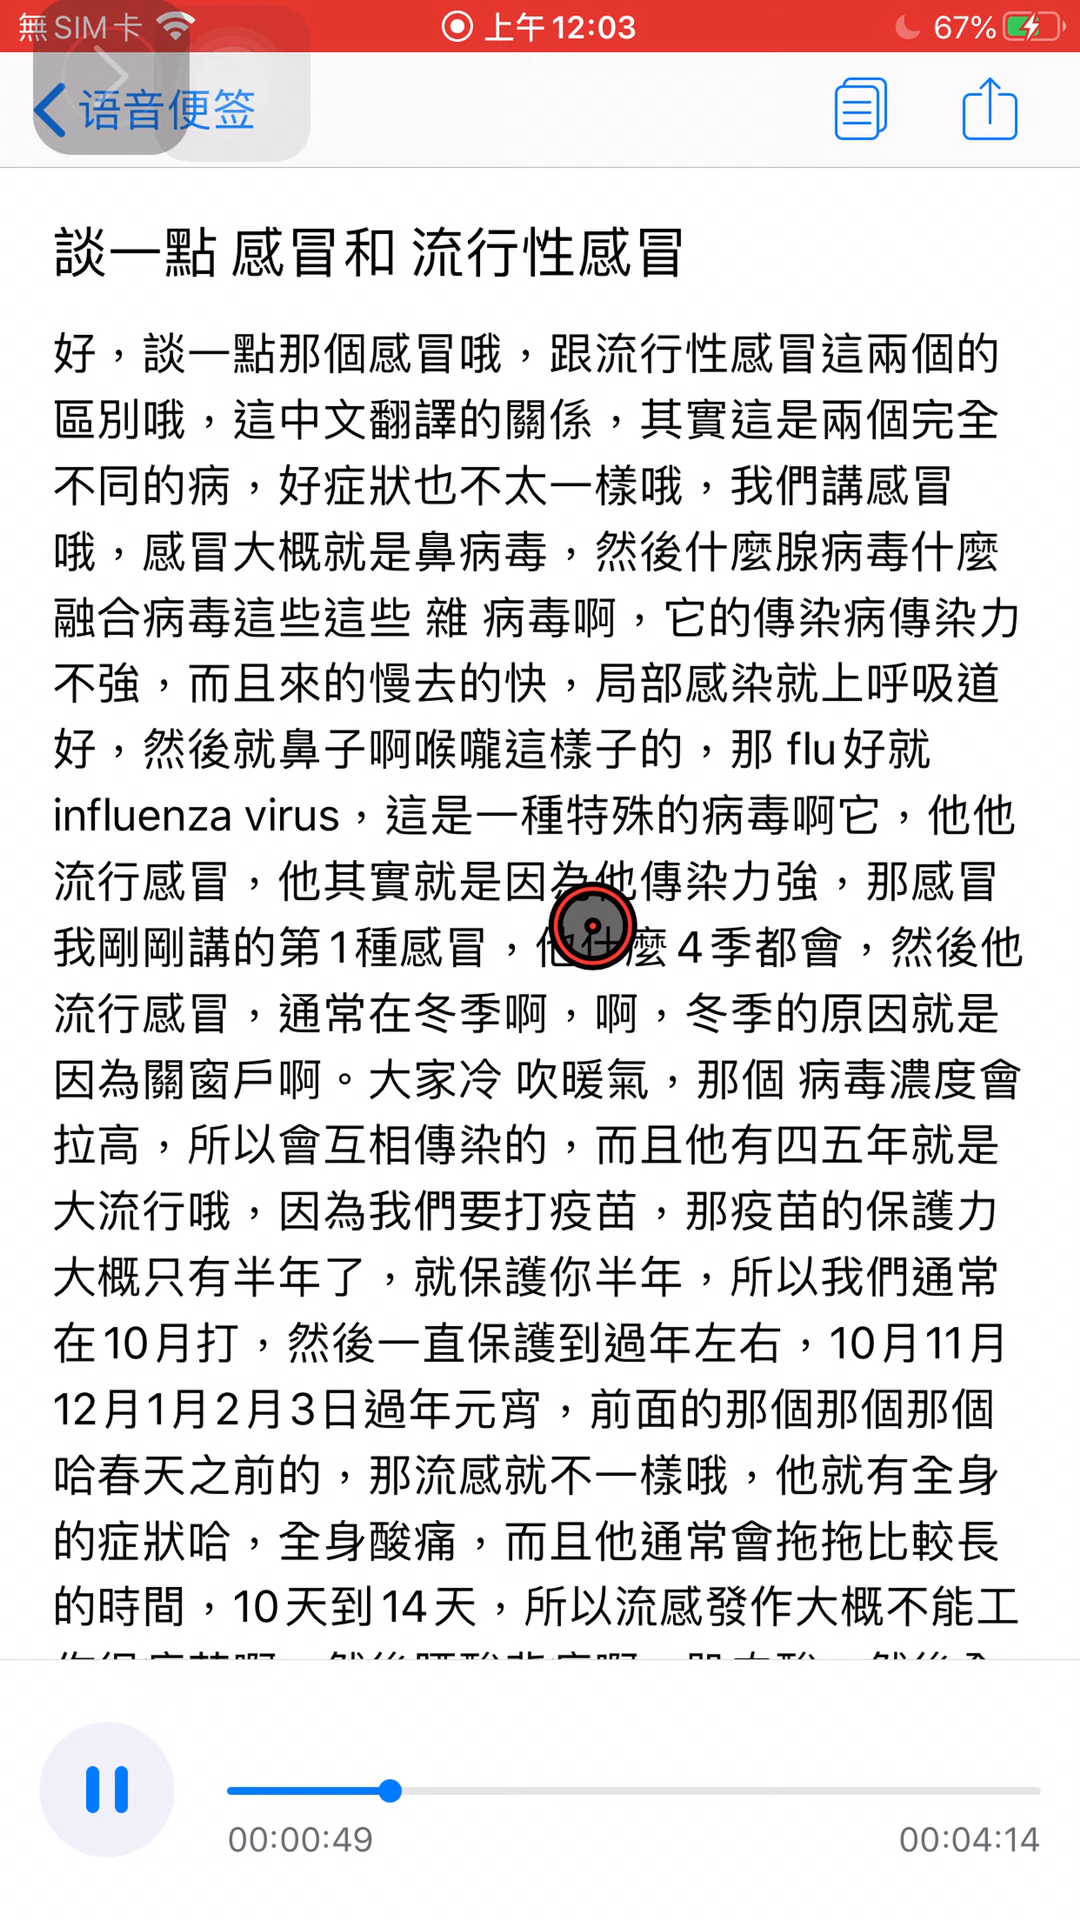 無 SIM 卡
上午 12:03
67%
语音便签
談一點 感冒和 流行性感冒
好，談一點那個感冒哦，跟流行性感冒這兩個的
區別哦，這中文翻譯的關係，其實這是兩個完全
不同的病，好症狀也不太一樣哦，我們講感冒
哦，感冒大概就是鼻病毒，然後什麼腺病毒什麼
融合病毒這些這些 雜 病毒啊，它的傳染病傳染力
不強，而且來的慢去的快，局部感染就上呼吸道
好，然後就鼻子啊喉嚨這樣子的，那 flu好就
influenza virus，這是一種特殊的病毒啊它，他他
流行感冒，他其實就是因為他傳染力強，那感冒
我剛剛講的第1種感冒，他什麼4季都會，然後他
流行感冒，通常在冬季啊，啊，冬季的原因就是
因為關窗戶啊。大家冷 吹暖氣，那個 病毒濃度會
拉高，所以會互相傳染的，而且他有四五年就是
大流行哦，因為我們要打疫苗，那疫苗的保護力
大概只有半年了，就保護你半年，所以我們通常
在10月打，然後一直保護到過年左右，10月11月
12月1月2月3日過年元宵，前面的那個那個那個
哈春天之前的，那流感就不一樣哦，他就有全身
的症狀哈，全身酸痛，而且他通常會拖拖比較長
的時間，10天到14天，所以流感發作大概不能工
00:00:49
00:04:14